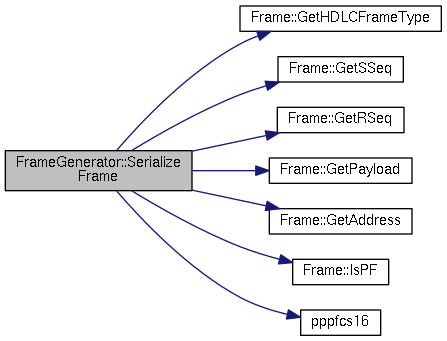 FrameGenerator::Serialize
Frame
Frame::GetHDLCFrameType
Frame::GetSSeq
Frame::GetRSeq
Frame::GetPayload
Frame::GetAddress
Frame::IsPF
pppfcs16